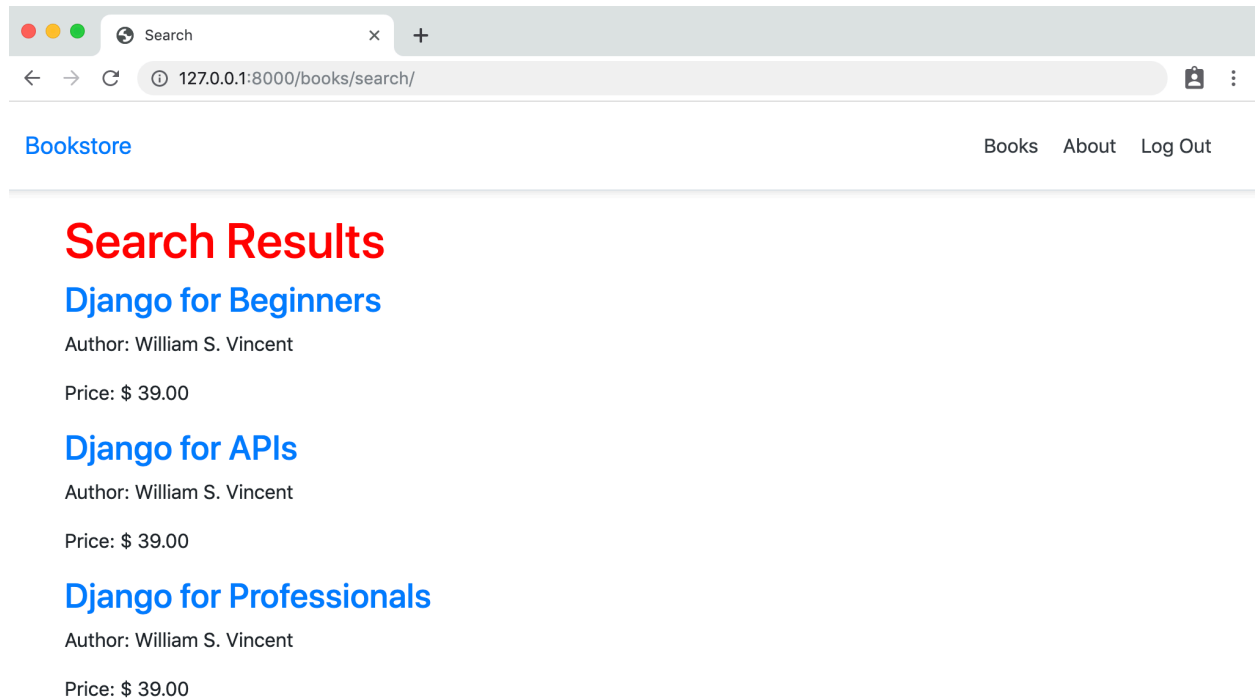 Search
127.0.0.1:8000/books/search/
Bookstore
Books About Log Out
Search Results
Django for Beginners
Author: William S. Vincent
Price: $ 39.00
Django for APIs
Author: William S. Vincent
Price: $ 39.00
Django for Professionals
Author: William S. Vincent
Price: $ 39.00